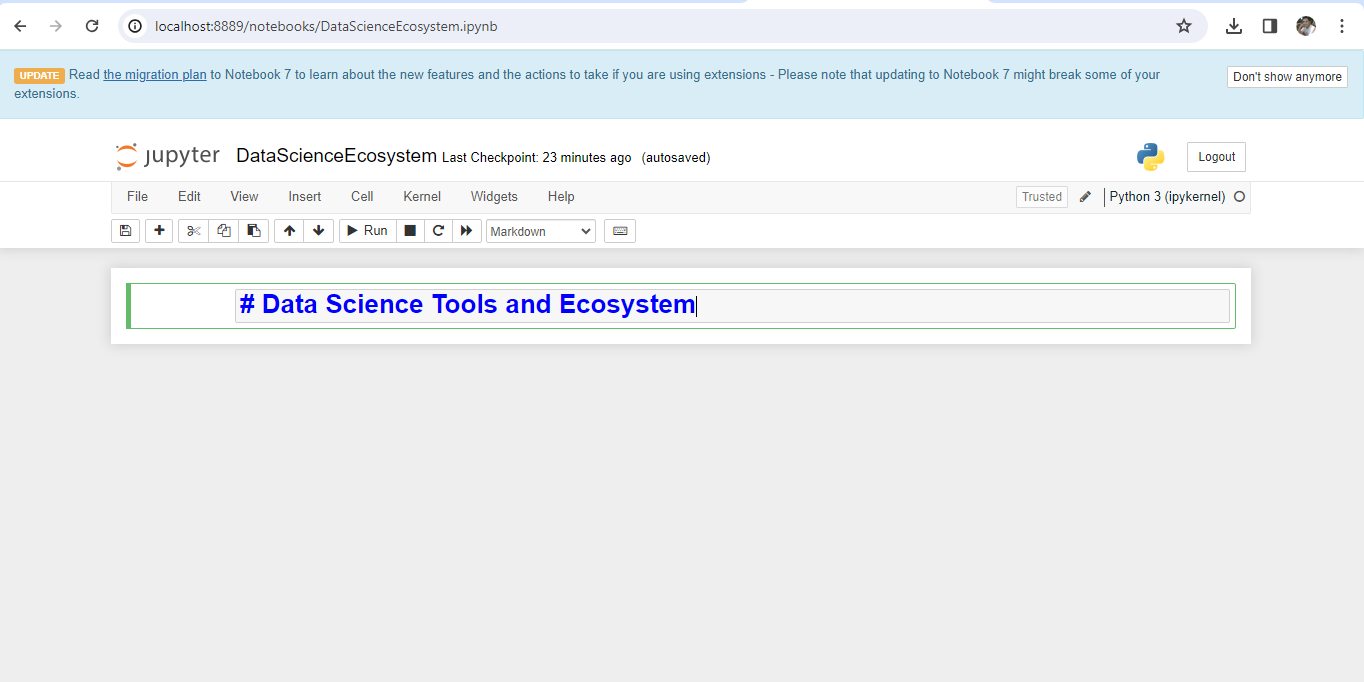 localhost:8889/notebooks/DataScienceEcosystem.ipynb
UPDATE Read the migration plan to Notebook 7 to learn about the new features and the actions to take if you are using extensions - Please note that updating to Notebook 7 might break some of your
extensions.
Don't show anymore
jupyter DataScienceEcosystem Last Checkpoint: 23 minutes ago (autosaved)
Logout
File Edit View Insert Cell Kernel Widgets Help
Trusted Python 3 (ipykernel)
Run Markdown
# Data Science Tools and Ecosystem